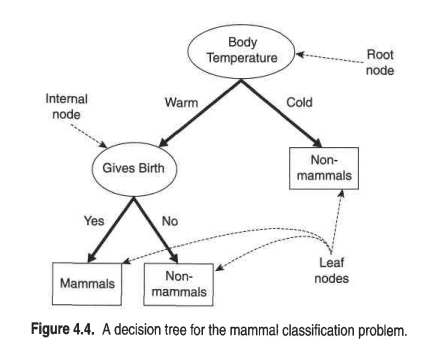 Body
Temperature
Root
node
Internal
node
Warm
Cold
Gives Birth
Non-
mammals
Yes
No
Mammals
Non-
mammals
Leaf
nodes
Figure 4.4. A decision tree for the mammal classification problem.